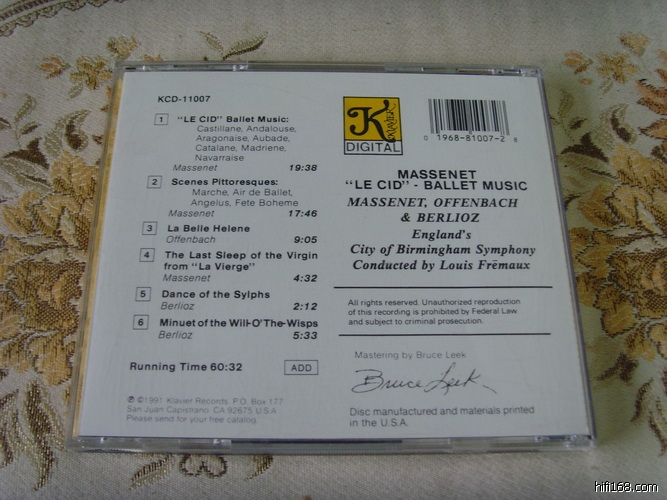 KCD-11007
1 "LE CID" Ballet Music:
Castillane, Andalouse,
Aragonaise, Aubade,
Catalane, Madriene,
Navarraise
Massenet 19:38
2 Scenes Pittoresques:
Marche, Air de Ballet,
Angelus, Fete Boheme
Massenet 17:46
3 La Belle Helene
Offenbach 9:05
4 The Last Sleep of the Virgin
from "La Vierge"
Massenet 4:32
5 Dance of the Sylphs
Berlioz 2:12
6 Minuet of the Will-O'The-Wisps
Berlioz 5:33
Running Time 60:32 ADD
℗ ©1991 Klavier Records, P.O. Box 177
San Juan Capistrano, CA 92675 U.S.A.
Please send for your free catalog.
KLAVIER
DIGITAL
0 1968-81007-2 8
MASSENET
"LE CID" - BALLET MUSIC
MASSENET, OFFENBACH
& BERLIOZ
England's
City of Birmingham Symphony
Conducted by Louis Frēmaux
All rights reserved. Unauthorized reproduction
of this recording is prohibited by Federal Law
and subject to criminal prosecution.
Mastering by Bruce Leek
Bruce Leek
Disc manufactured and materials printed
in the U.S.A.
hifi168.com